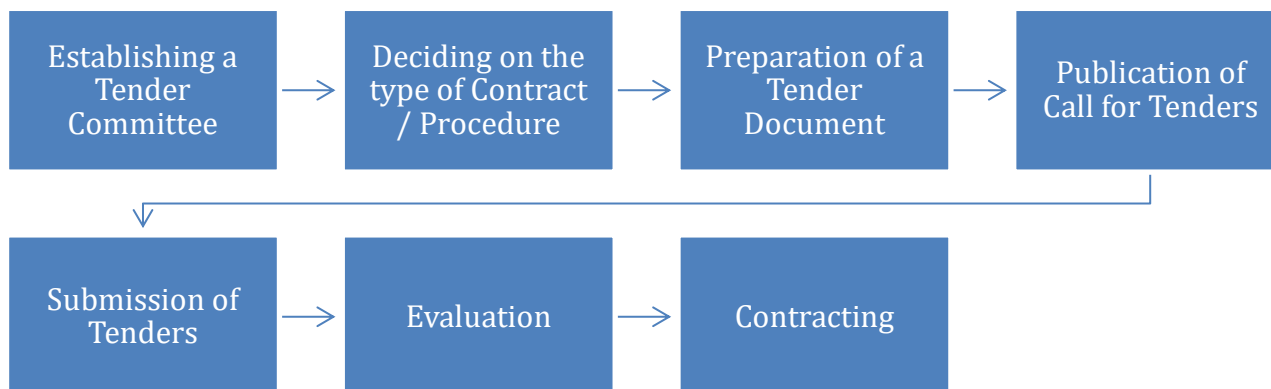 Establishing a
Tender
Committee
Deciding on the
type of Contract
/ Procedure
Preparation of a
Tender
Document
Publication of
Call for Tenders
Submission of
Tenders
Evaluation
Contracting